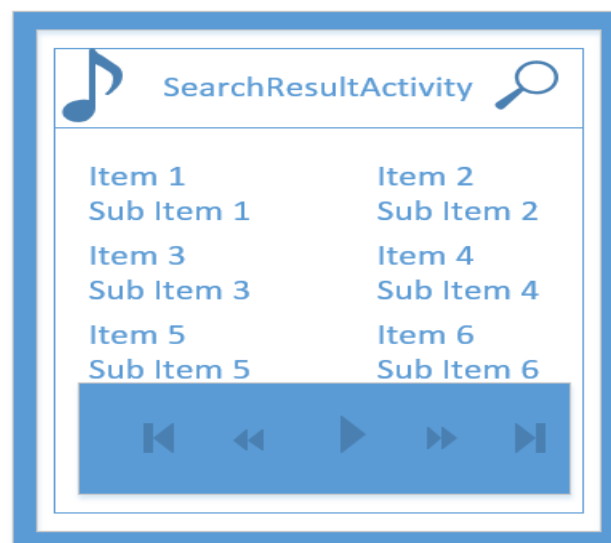 SearchResultActivity
Item 1 Item 2
Sub Item 1 Sub Item 2
Item 3 Item 4
Sub Item 3 Sub Item 4
Item 5 Item 6
Sub Item 5 Sub Item 6